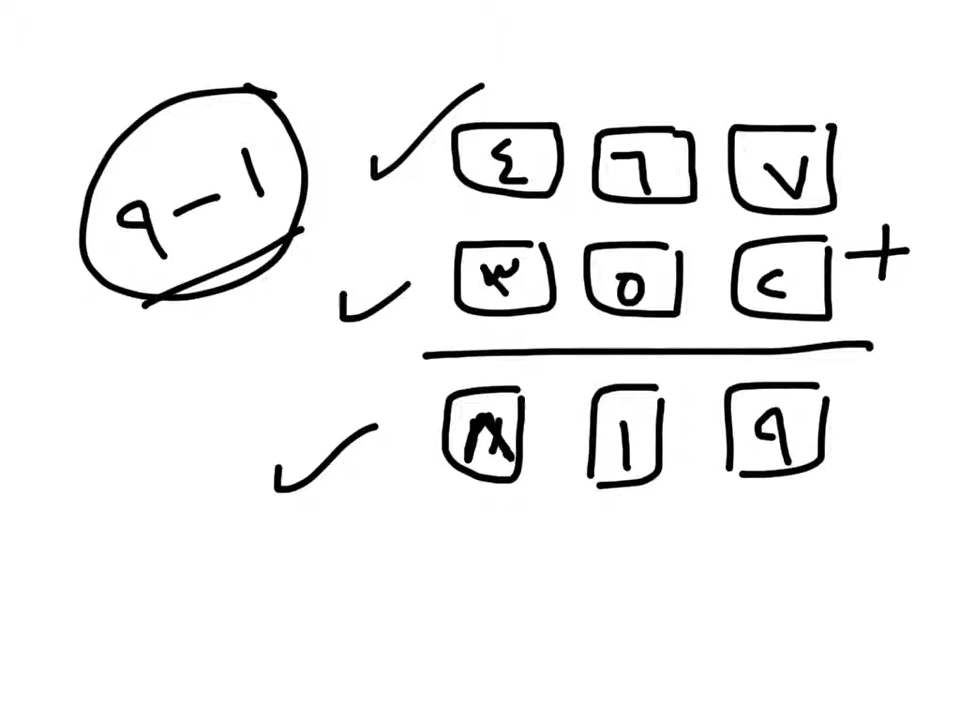 ٩ - ١
٤ ٦ ٧
٣ ٥ ٢ +
٨ ١ ٩